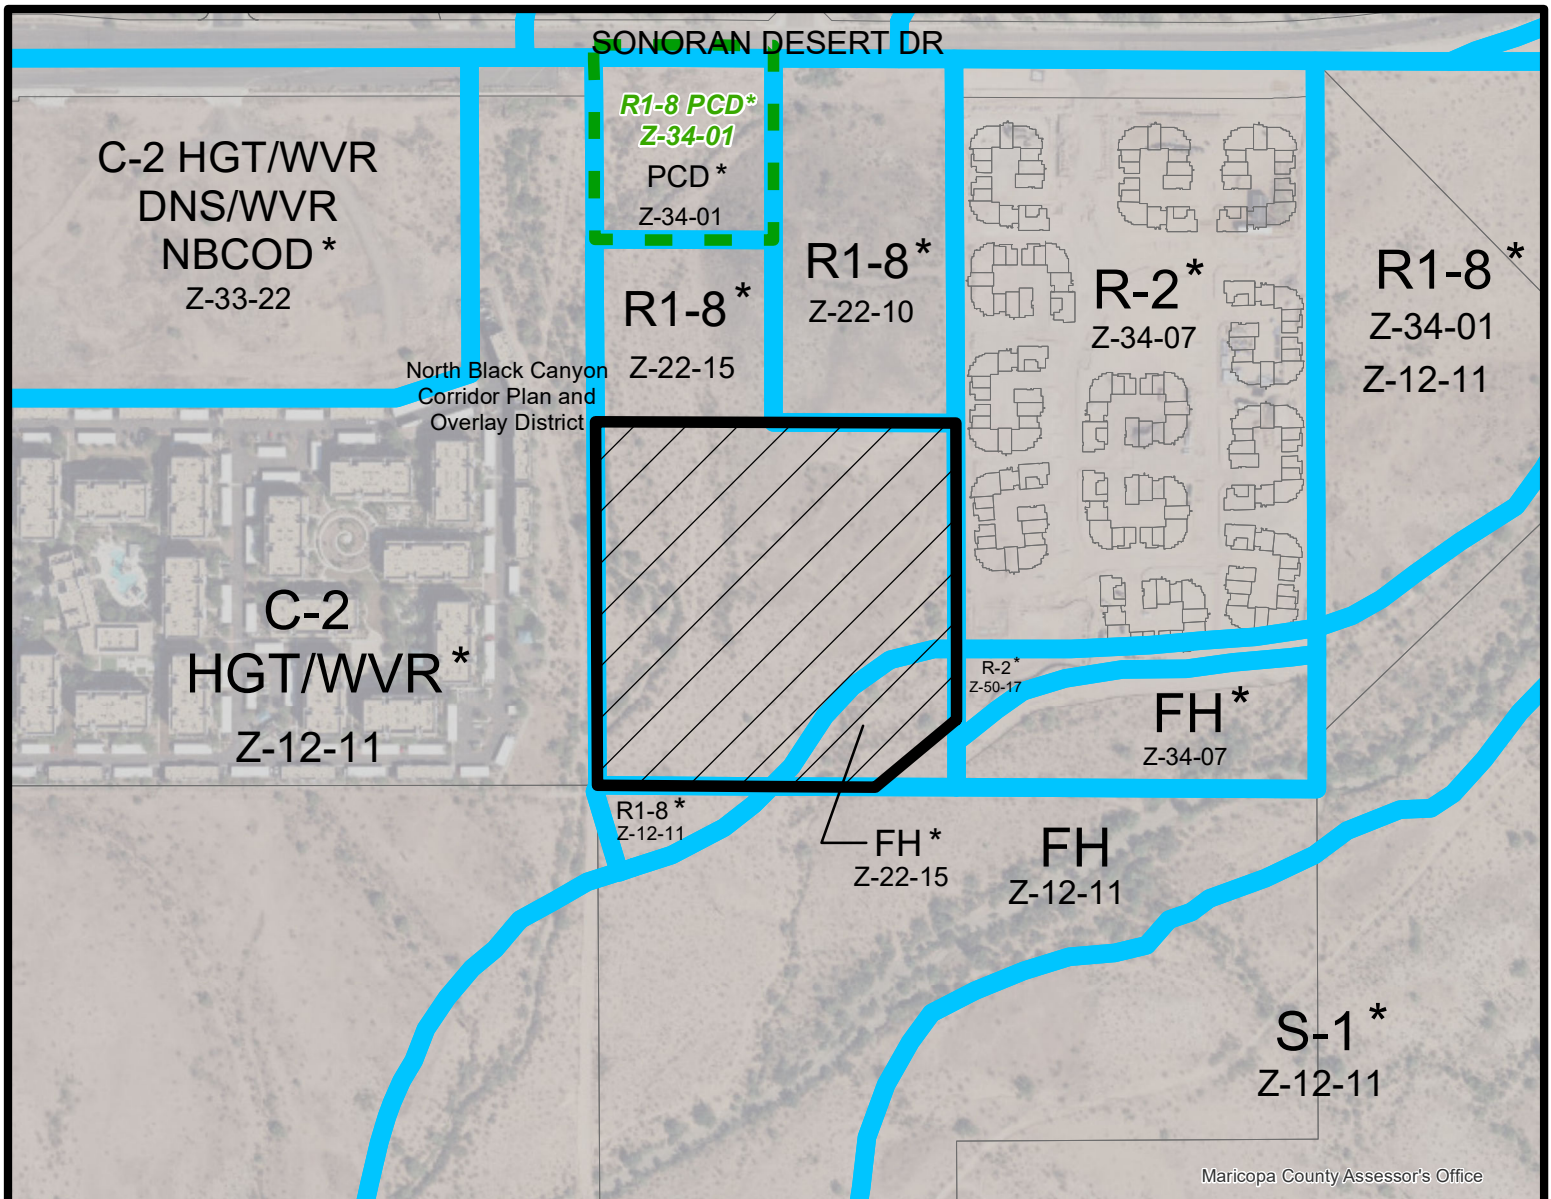 SONORAN DESERT DR
R1-8 PCD*
Z-34-01
PCD *
Z-34-01
C-2 HGT/WVR
DNS/WVR
NBCOD *
Z-33-22
R1-8 *
Z-22-15
R1-8 *
Z-22-10
R-2 *
Z-34-07
R1-8 *
Z-34-01
Z-12-11
North Black Canyon
Corridor Plan and
Overlay District
C-2
HGT/WVR *
Z-12-11
R-2 *
Z-50-17
FH *
Z-34-07
R1-8 *
Z-12-11
FH *
Z-22-15
FH
Z-12-11
S-1 *
Z-12-11
Maricopa County Assessor's Office